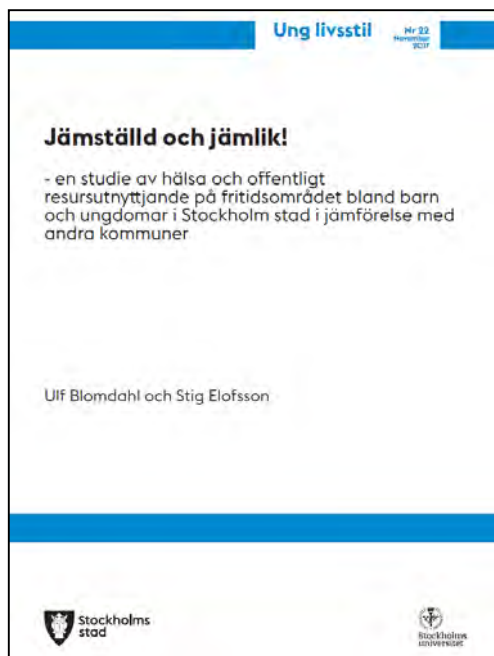 Ung livsstil
Nr 22
November
2017
Jämställd och jämlik!
- en studie av hälsa och offentligt
resursutnyttjande på fritidsområdet bland barn
och ungdomar i Stockholm stad i jämförelse med
andra kommuner
Ulf Blomdahl och Stig Elofsson
Stockholms
stad
Stockholms
universitet